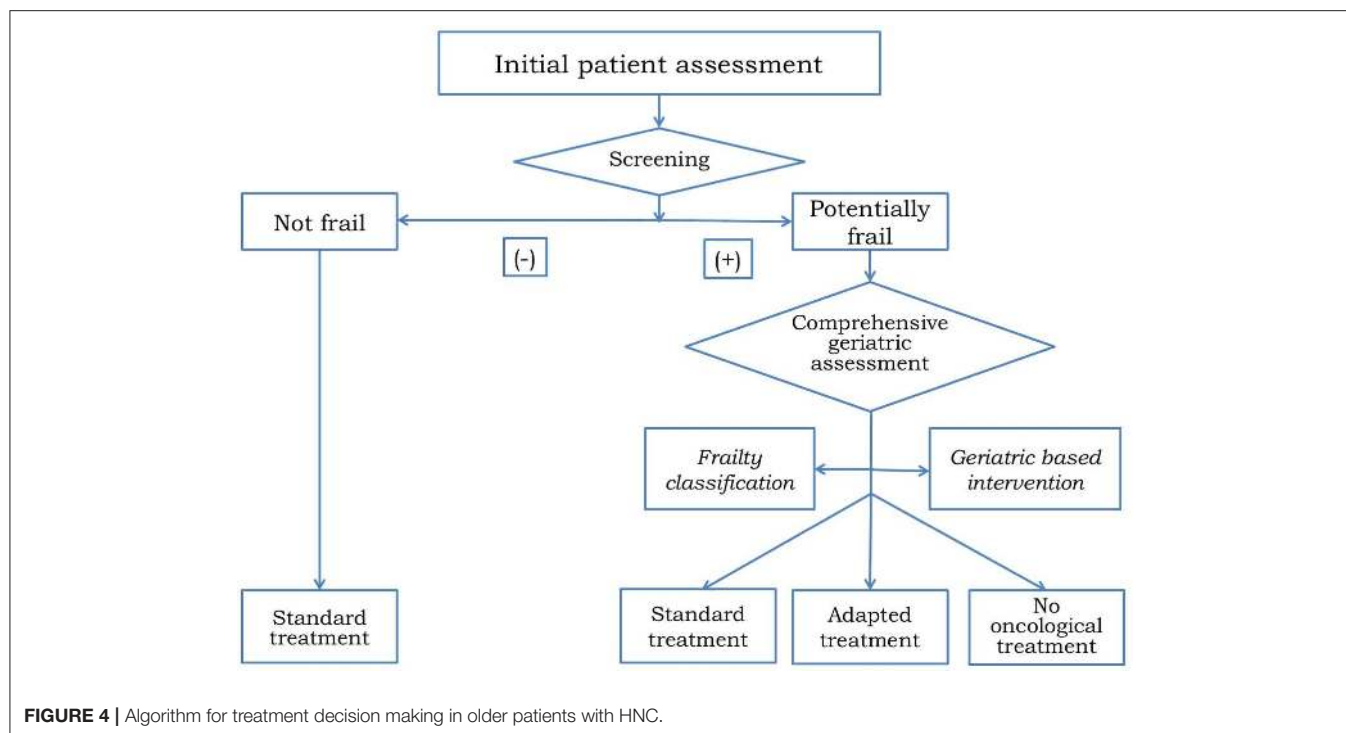 Initial patient assessment
Screening
Not frail
Potentially
frail
(-)
(+)
Comprehensive
geriatric
assessment
Frailty
classification
Geriatric based
intervention
Standard
treatment
Standard
treatment
Adapted
treatment
No
oncological
treatment
FIGURE 4 | Algorithm for treatment decision making in older patients with HNC.